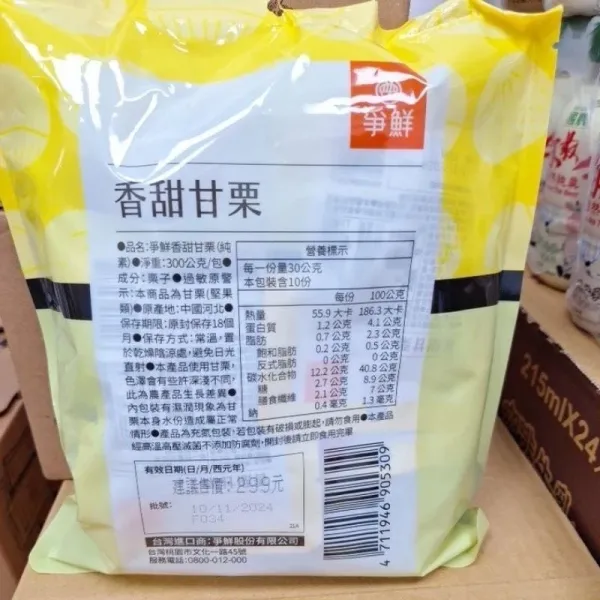 爭鮮
香甜甘栗
●品名:爭鮮香甜甘栗(純
素)●淨重:300公克/包●
成分:栗子●過敏原警
示:本商品為甘栗(堅果
類)●原產地:中國河北●
保存期限:原封保存18個
月●保存方式:常溫,置
於乾燥陰涼處,避免日光
直射●本產品使用甘栗,
色澤會有些許深淺不同,
此為農產品生長差異●
內包裝有濕潤現象為甘
栗本身水份造成屬正常
情形●產品為充氮包裝,若包裝有破損或膨起,請勿食用●本產品
經高溫高壓滅菌不添加防腐劑,開封後請立即食用完畢
營養標示
每一份量30公克
本包裝含10份
每份 100公克
熱量 55.9 大卡 186.3 大卡
蛋白質 1.2 公克 4.1 公克
脂肪 0.7 公克 2.3 公克
飽和脂肪 0.2 公克 0.5 公克
反式脂肪 0 公克 0 公克
碳水化合物 12.2 公克 40.8 公克
糖 2.7 公克 8.9 公克
膳食纖維 2.1 公克 7 公克
鈉 0.4 毫克 1.3 毫克
有效日期(日/月/西元年)
建議售價:299元
批號:
10/11/2024
F034
4 711946 905309
台灣進口商:爭鮮股份有限公司
台灣桃園市文化一路45號
服務電話:0800-012-000
215mlX24